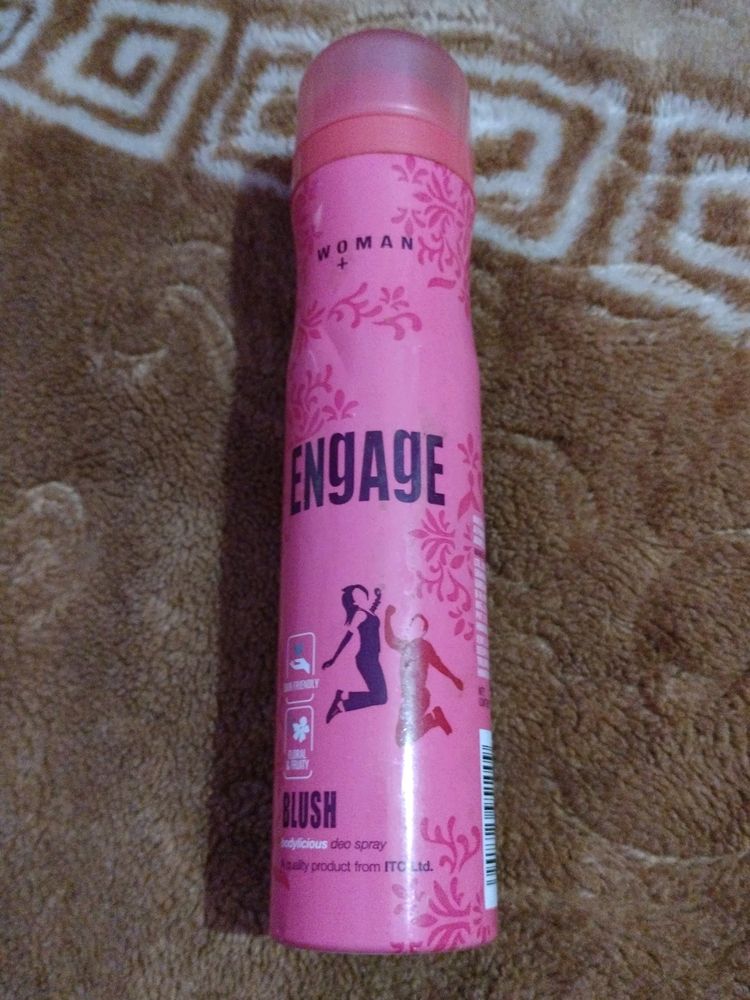 WOMAN
+
ENGAGE
SKIN FRIENDLY
FLORAL
& FRUITY
BLUSH
bodylicious deo spray
A quality product from ITC Ltd.